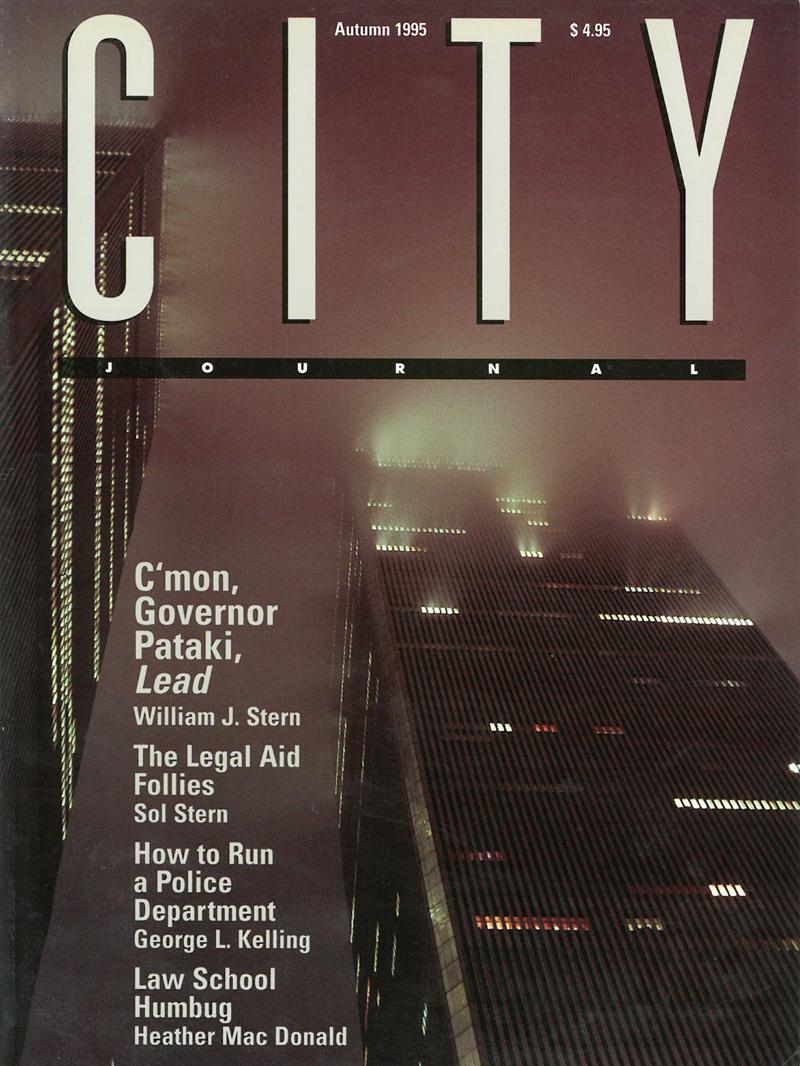 Autumn 1995
$ 4.95
CITY
JOURNAL
C‘mon,
Governor
Pataki,
Lead
William J. Stern
The Legal Aid
Follies
Sol Stern
How to Run
a Police
Department
George L. Kelling
Law School
Humbug
Heather Mac Donald